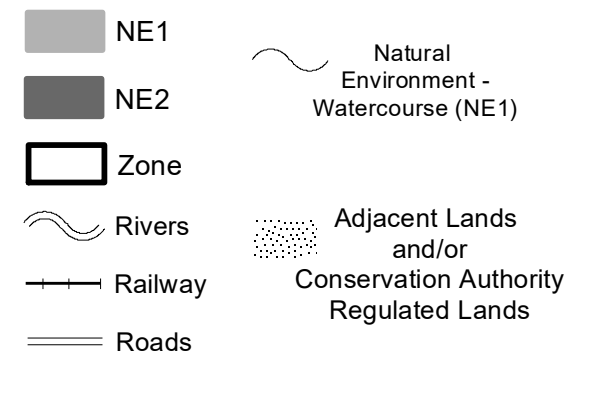 NE1
NE2
Zone
Rivers
Railway
Roads
Natural
Environment -
Watercourse (NE1)
Adjacent Lands
and/or
Conservation Authority
Regulated Lands